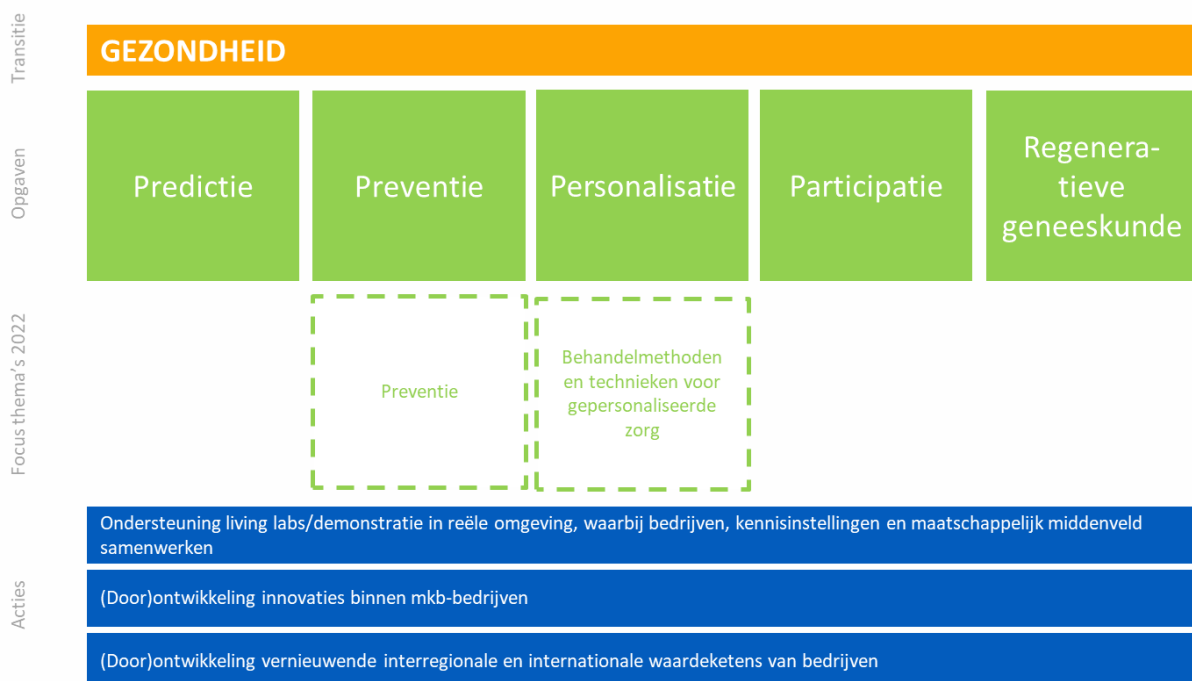 Transitie
GEZONDHEID
Opgaven
Predictie
Preventie
Personalisatie
Participatie
Regenera-
tieve
geneeskunde
Focus thema's 2022
Preventie
Behandelmethoden
en technieken voor
gepersonaliseerde
zorg
Acties
Ondersteuning living labs/demonstratie in reële omgeving, waarbij bedrijven, kennisinstellingen en maatschappelijk middenveld
samenwerken
(Door)ontwikkeling innovaties binnen mkb-bedrijven
(Door)ontwikkeling vernieuwende interregionale en internationale waardeketens van bedrijven